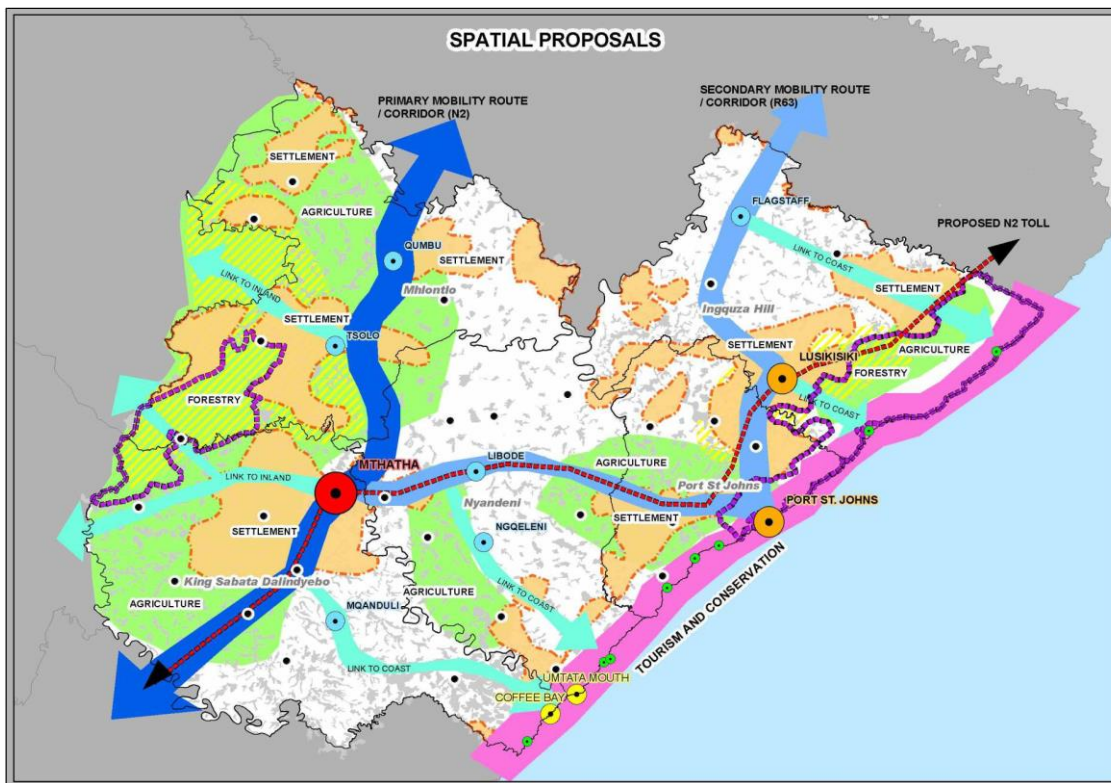 SPATIAL PROPOSALS
PRIMARY MOBILITY ROUTE
/ CORRIDOR (N2)
SECONDARY MOBILITY ROUTE
/ CORRIDOR (R63)
SETTLEMENT
AGRICULTURE
FLAGSTAFF
PROPOSED N2 TOLL
QUMBU
SETTLEMENT
LINK TO COAST
LINK TO INLAND
Mhlontlo
Ingquza Hill
SETTLEMENT
SETTLEMENT
TSOLO
SETTLEMENT
LUSIKISIKI
AGRICULTURE
FORESTRY
FORESTRY
LINK TO COAST
MTHATHA
LIBODE
AGRICULTURE
LINK TO INLAND
Port St Johns
Nyandeni
PORT ST. JOHNS
SETTLEMENT
SETTLEMENT
NGQELENI
King Sabata Dalindyebo
LINK TO COAST
AGRICULTURE
AGRICULTURE
MQANDULI
TOURISM AND CONSERVATION
LINK TO COAST
UMTATA MOUTH
COFFEE BAY